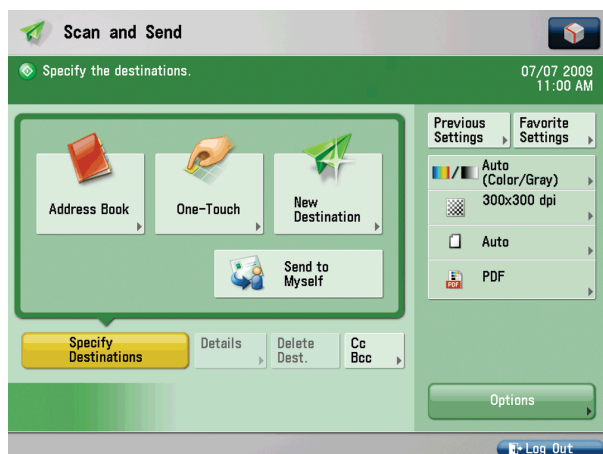 Scan and Send
Specify the destinations.
07/07 2009
11:00 AM
Address Book
One-Touch
New
Destination
Send to
Myself
Specify
Destinations
Details
Delete
Dest.
Cc
Bcc
Previous
Settings
Favorite
Settings
Auto
(Color/Gray)
300x300 dpi
Auto
PDF
PDF
Options
Log Out